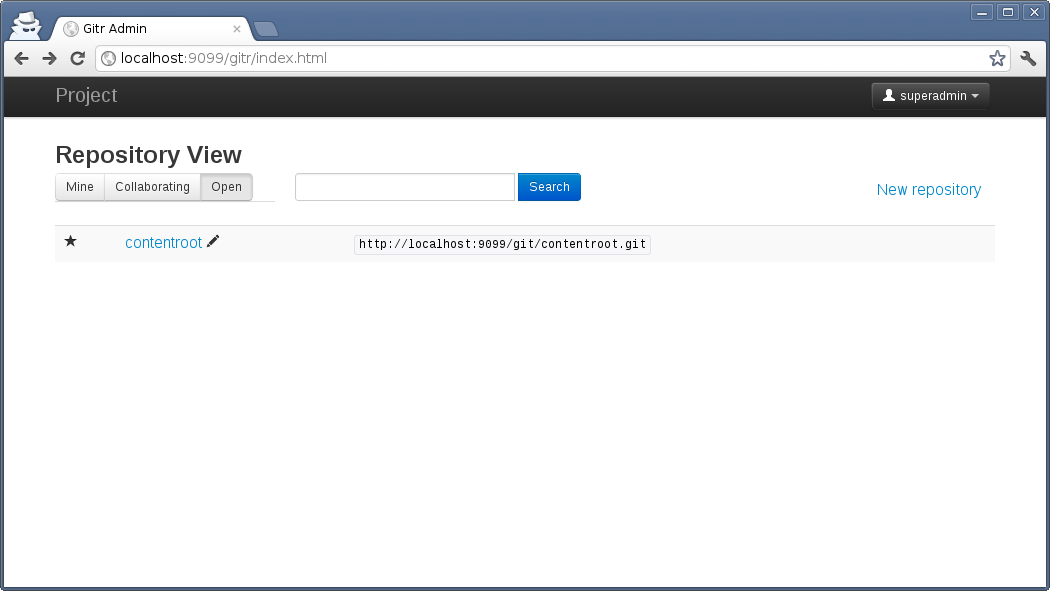 Gitr Admin
localhost:9099/gitr/index.html
Project
superadmin
Repository View
Mine Collaborating Open Search New repository
contentroot http://localhost:9099/git/contentroot.git